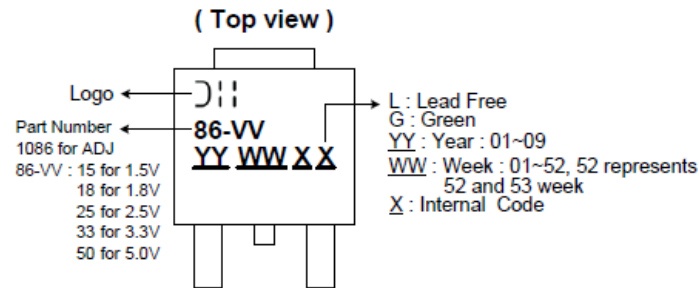 ( Top view )
Logo
Part Number
1086 for ADJ
86-VV : 15 for 1.5V
18 for 1.8V
25 for 2.5V
33 for 3.3V
50 for 5.0V
86-VV
YY WW X X
L : Lead Free
G : Green
YY : Year : 01~09
WW : Week : 01~52, 52 represents
52 and 53 week
X : Internal Code